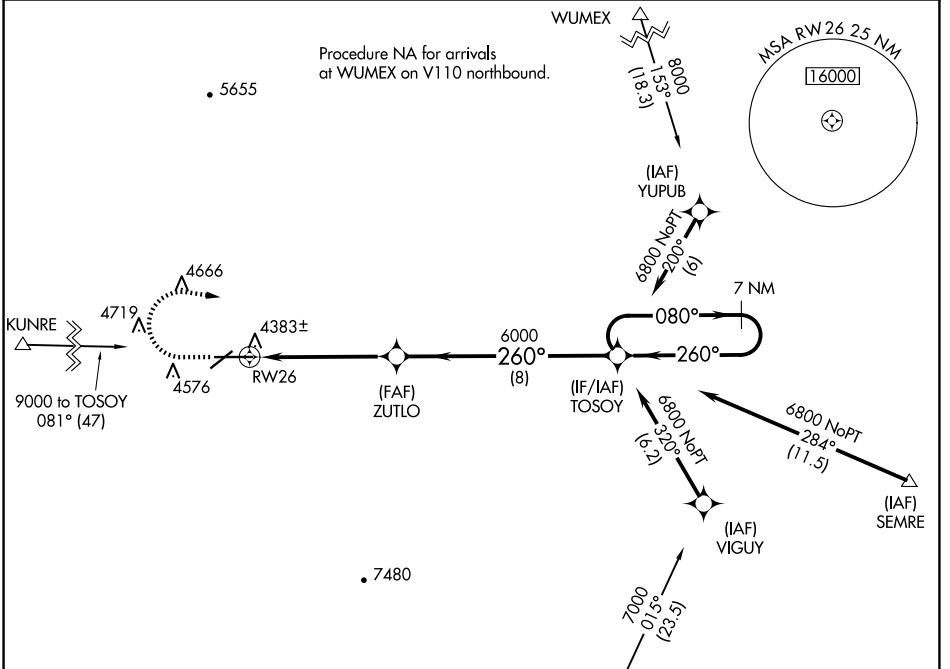 WUMEX
Procedure NA for arrivals
at WUMEX on V110 northbound.
MSA RW26 25 NM
16000
5655
8000
153°
(18.3)
(IAF)
YUPUB
6800 NoPT
200°
(6)
7 NM
4666
4719
080°
KUNRE
4383±
6000
260°
(8)
260°
RW26
4576
(FAF)
ZUTLO
(IF/IAF)
TOSOY
9000 to TOSOY
081° (47)
6800 NoPT
320°
(6.2)
6800 NoPT
284°
(11.5)
(IAF)
SEMRE
(IAF)
VIGUY
7480
7000
015°
(23.5)